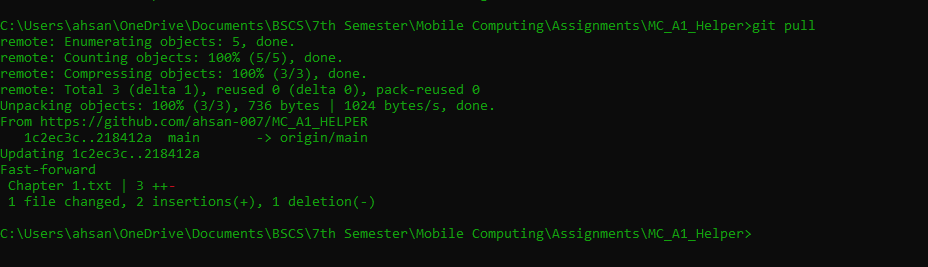 C:\Users\ahsan\OneDrive\Documents\BSCS\7th Semester\Mobile Computing\Assignments\MC_A1_Helper>git pull
remote: Enumerating objects: 5, done.
remote: Counting objects: 100% (5/5), done.
remote: Compressing objects: 100% (3/3), done.
remote: Total 3 (delta 1), reused 0 (delta 0), pack-reused 0
Unpacking objects: 100% (3/3), 736 bytes | 1024 bytes/s, done.
From https://github.com/ahsan-007/MC_A1_HELPER
   1c2ec3c..218412a  main       -> origin/main
Updating 1c2ec3c..218412a
Fast-forward
 Chapter 1.txt | 3 ++-
 1 file changed, 2 insertions(+), 1 deletion(-)
C:\Users\ahsan\OneDrive\Documents\BSCS\7th Semester\Mobile Computing\Assignments\MC_A1_Helper>